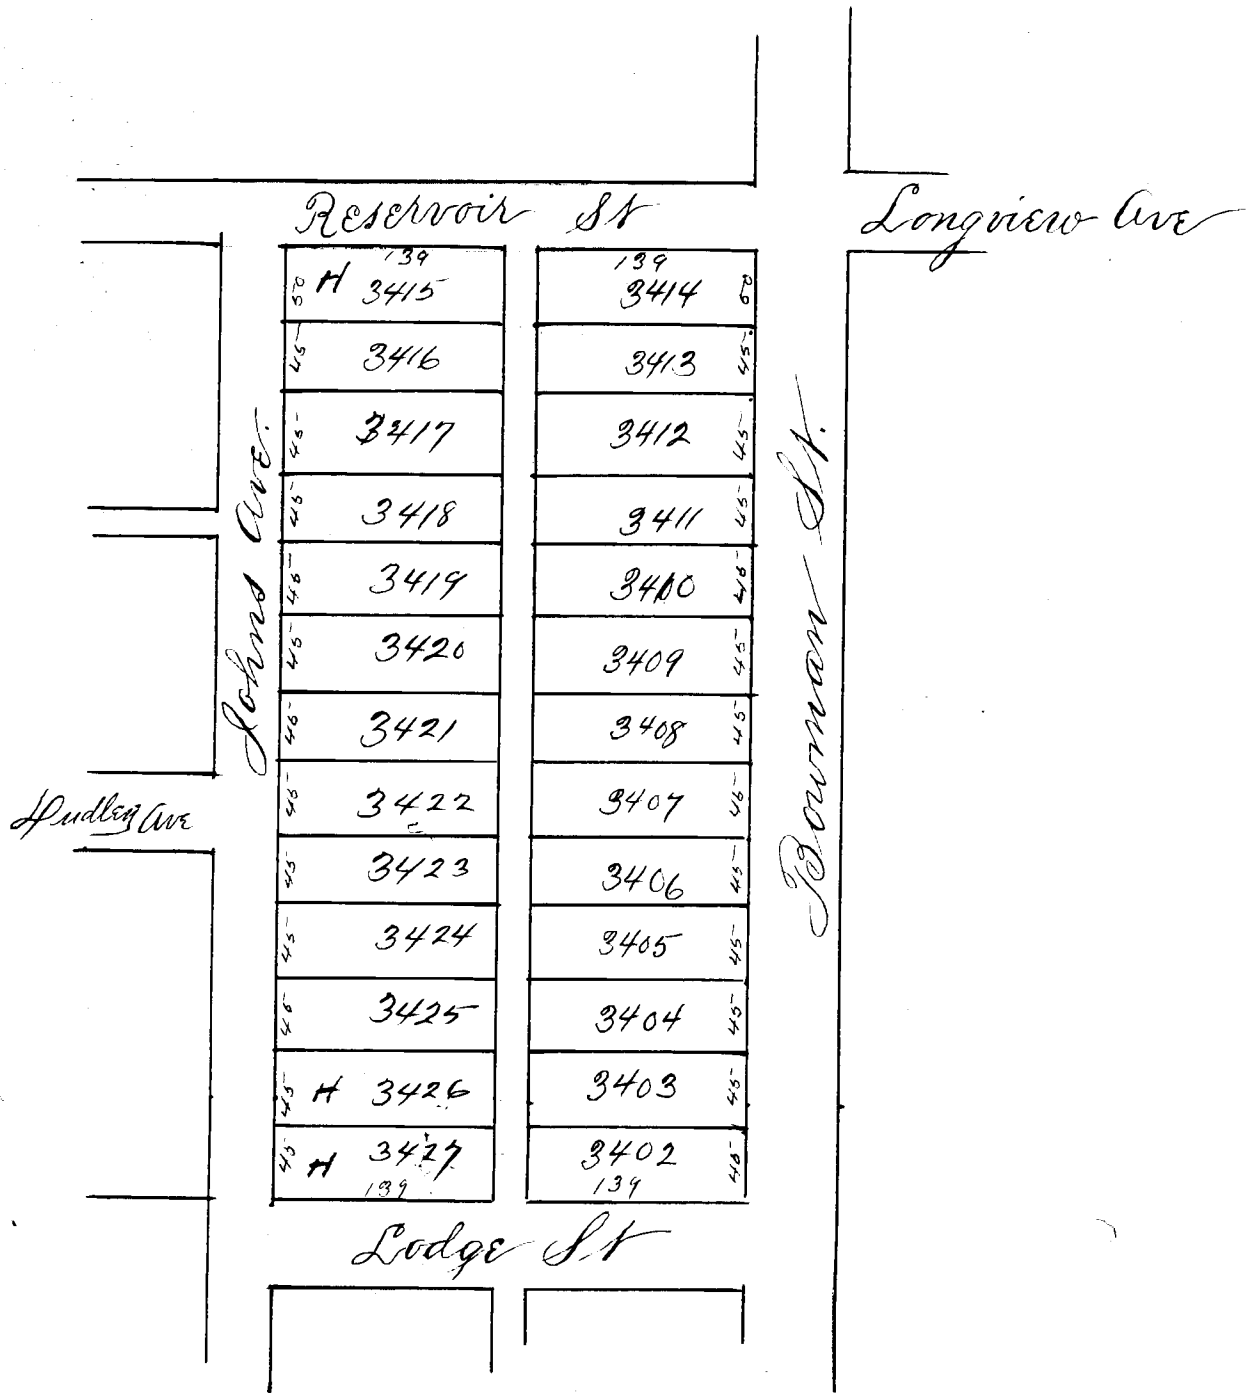 Reservoir St
Longview Ave
139 139
50 H 3415 3414 50
45 3416 3413 45
45 3417 3412 45
45 3418 3411 45
45 3419 3410 45
45 3420 3409 45
45 3421 3408 45
45 3422 3407 45
45 3423 3406 45
45 3424 3405 45
45 3425 3404 45
45 H 3426 3403 45
45 H 3427 3402 45
139 139
Johns Ave.
Bowman St.
Dudley Ave
Lodge St